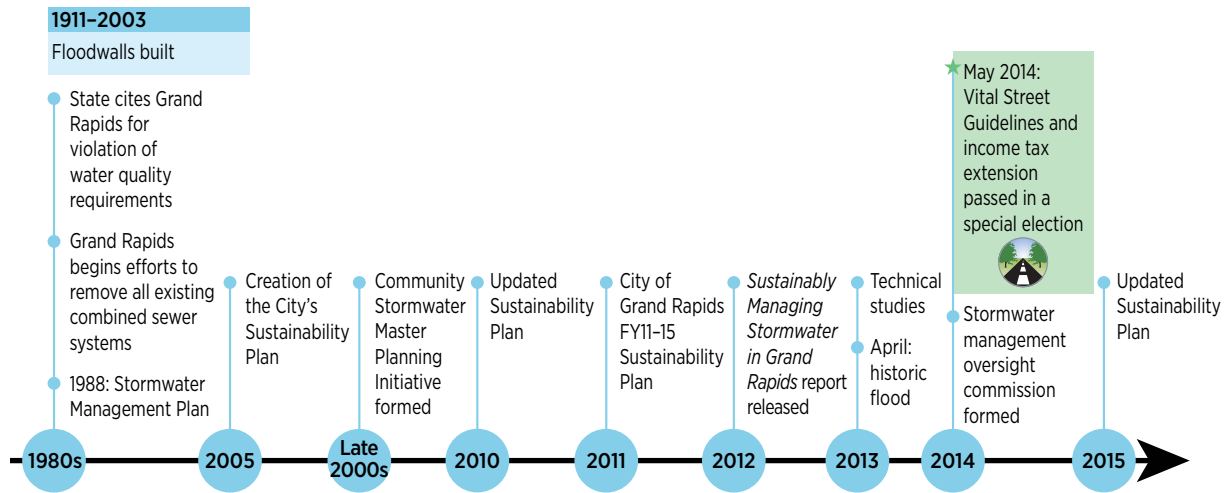 1911–2003
Floodwalls built
State cites Grand
Rapids for
violation of
water quality
requirements
Grand Rapids
begins efforts to
remove all existing
combined sewer
systems
1988: Stormwater
Management Plan
1980s
Creation of
the City’s
Sustainability
Plan
2005
Community
Stormwater
Master
Planning
Initiative
formed
Late
2000s
Updated
Sustainability
Plan
2010
City of
Grand Rapids
FY11–15
Sustainability
Plan
2011
Sustainably
Managing
Stormwater
in Grand
Rapids report
released
2012
Technical
studies
April:
historic
flood
2013
May 2014:
Vital Street
Guidelines and
income tax
extension
passed in a
special election
Stormwater
management
oversight
commission
formed
2014
Updated
Sustainability
Plan
2015